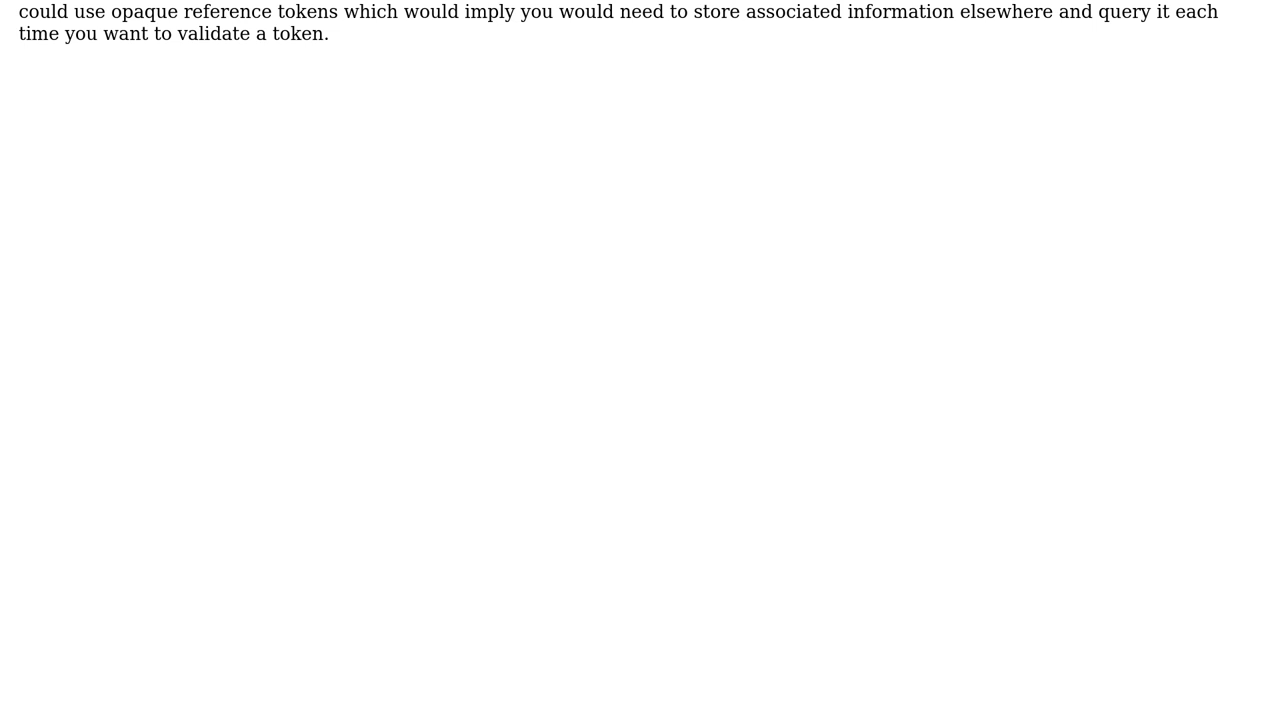 could use opaque reference tokens which would imply you would need to store associated information elsewhere and query it each
time you want to validate a token.